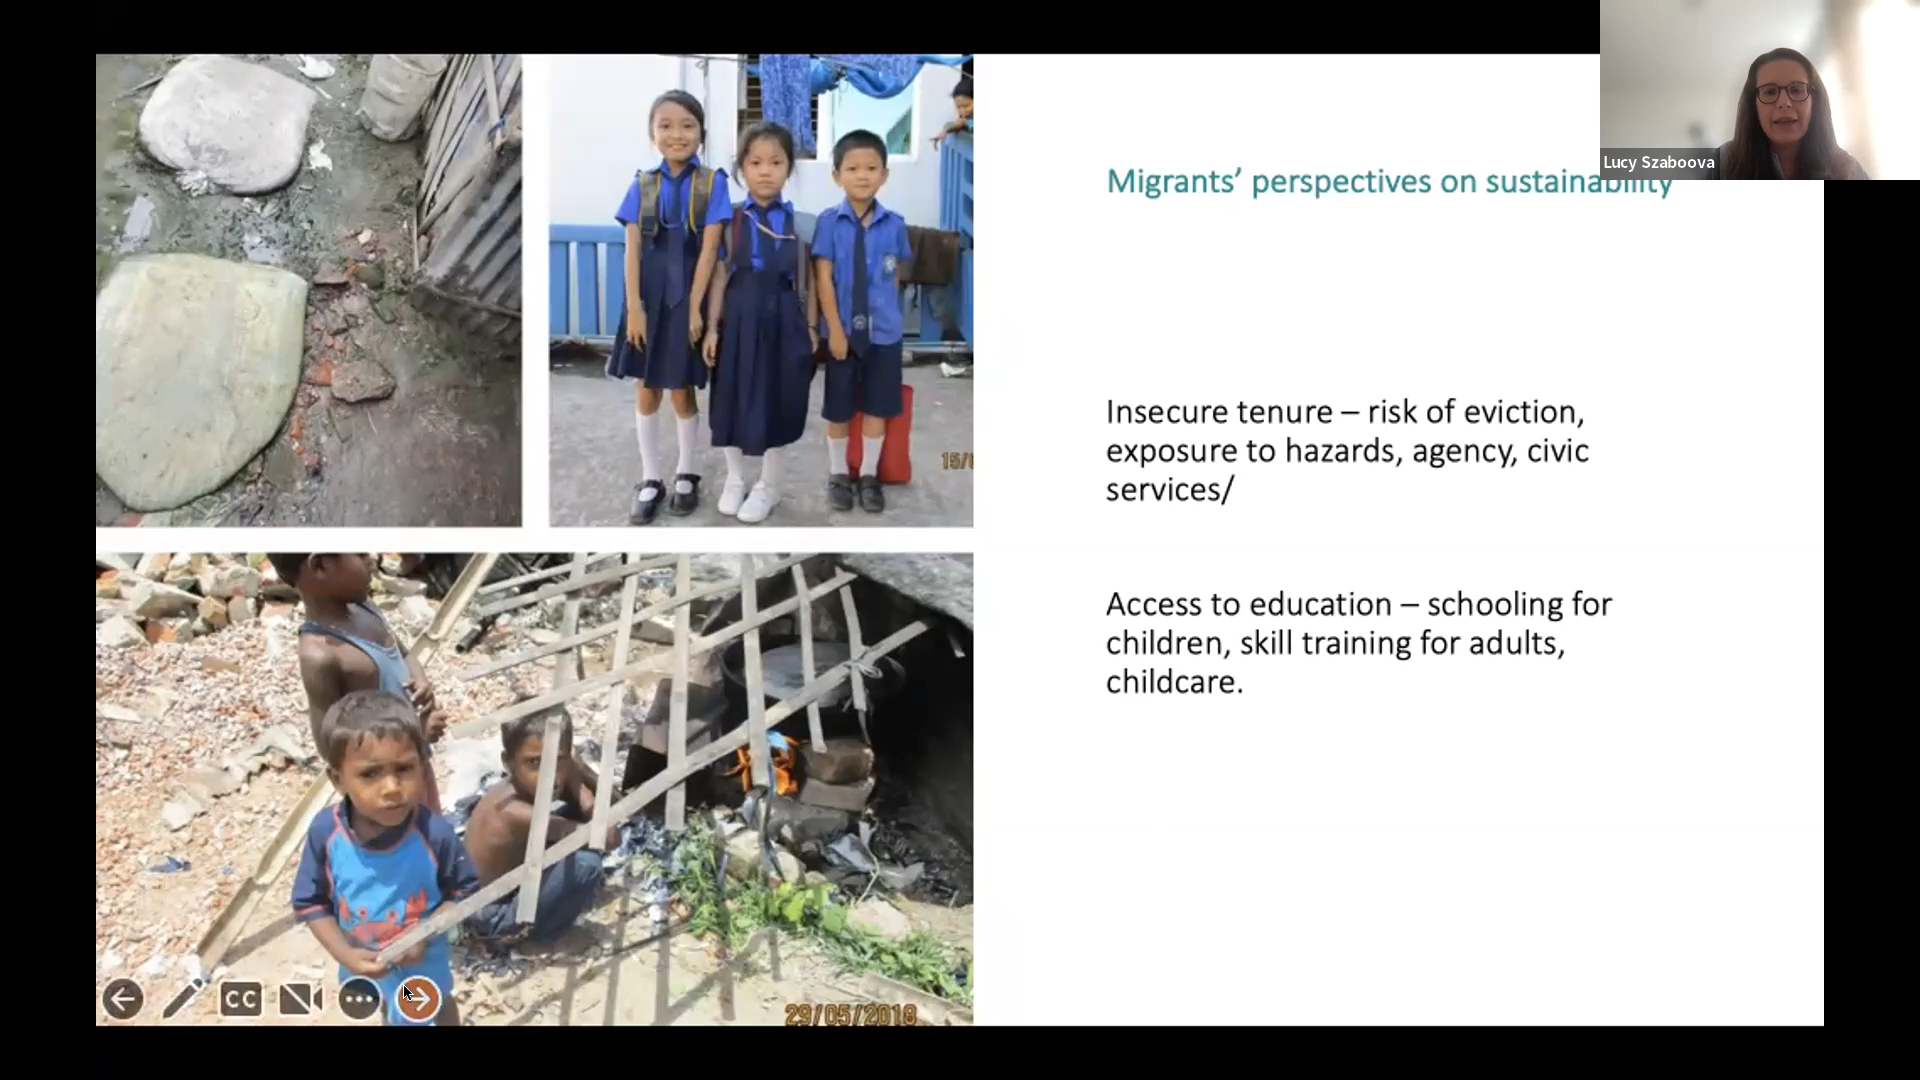 Lucy Szaboova
Migrants’ perspectives on sustainability
15/
Insecure tenure – risk of eviction,
exposure to hazards, agency, civic
services/
Access to education – schooling for
children, skill training for adults,
childcare.
CC
29/05/2018